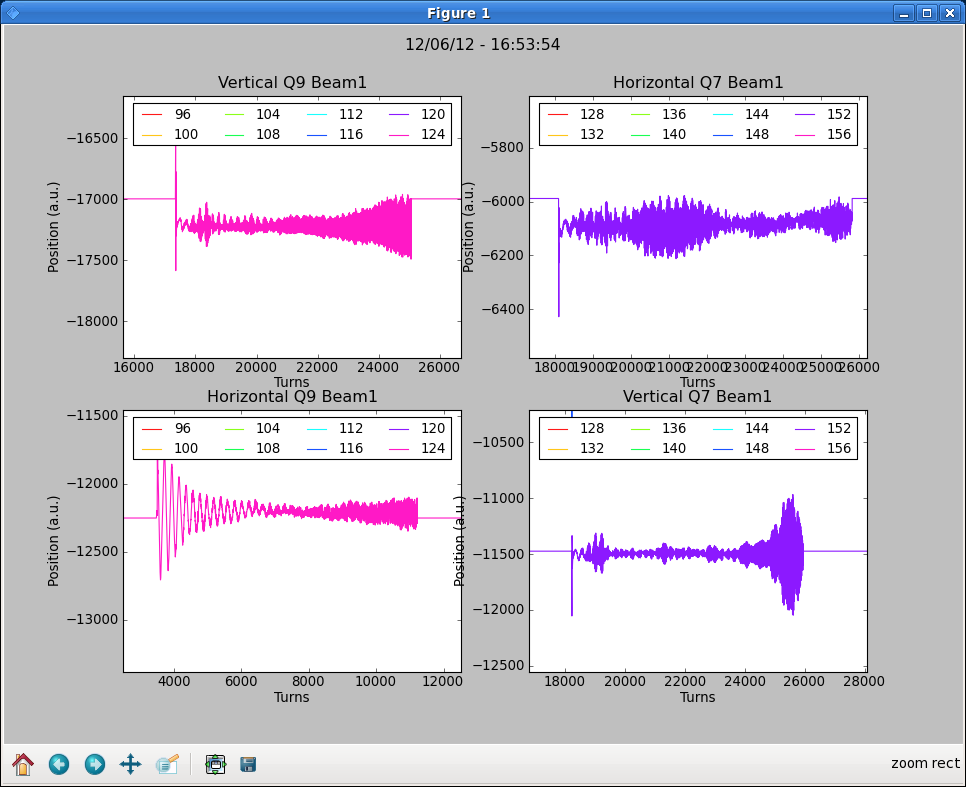 Figure 1
12/06/12 - 16:53:54
Vertical Q9 Beam1
96 104 112 120
100 108 116 124
−16500
−17000
−17500
−18000
Position (a.u.)
16000 18000 20000 22000 24000 26000
Turns
Horizontal Q7 Beam1
128 136 144 152
132 140 148 156
−5800
−6000
−6200
−6400
Position (a.u.)
18000 19000 20000 21000 22000 23000 24000 25000 26000
Turns
Horizontal Q9 Beam1
96 104 112 120
100 108 116 124
−11500
−12000
−12500
−13000
Position (a.u.)
4000 6000 8000 10000 12000
Turns
Vertical Q7 Beam1
128 136 144 152
132 140 148 156
−10500
−11000
−11500
−12000
−12500
Position (a.u.)
18000 20000 22000 24000 26000 28000
Turns
zoom rect